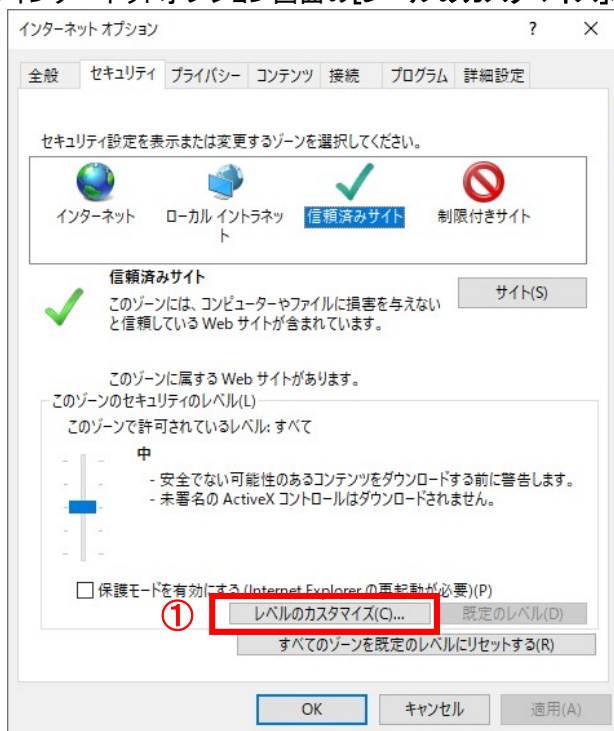 インターネット オプション
? ×
全般 セキュリティ プライバシー コンテンツ 接続 プログラム 詳細設定
セキュリティ設定を表示または変更するゾーンを選択してください。
インターネット ローカル イントラネッ 信頼済みサイト 制限付きサイト
ト
信頼済みサイト
このゾーンには、コンピューターやファイルに損害を与えない サイト(S)
と信頼している Web サイトが含まれています。
このゾーンに属する Web サイトがあります。
このゾーンのセキュリティのレベル(L)
このゾーンで許可されているレベル: すべて
中
- 安全でない可能性のあるコンテンツをダウンロードする前に警告します。
- 未署名の ActiveX コントロールはダウンロードされません。
保護モードを有効にする (Internet Explorer の再起動が必要)(P)
① レベルのカスタマイズ(C)... 既定のレベル(D)
すべてのゾーンを既定のレベルにリセットする(R)
OK キャンセル 適用(A)